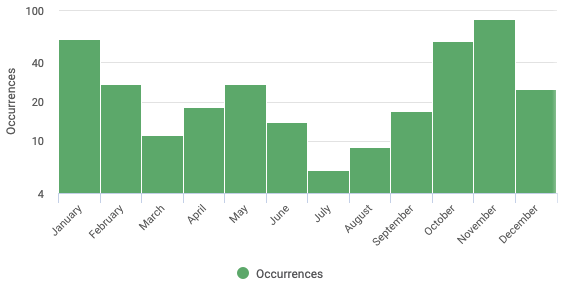 100
40
20
10
4
Occurrences
January
February
March
April
May
June
July
August
September
October
November
December
Occurrences